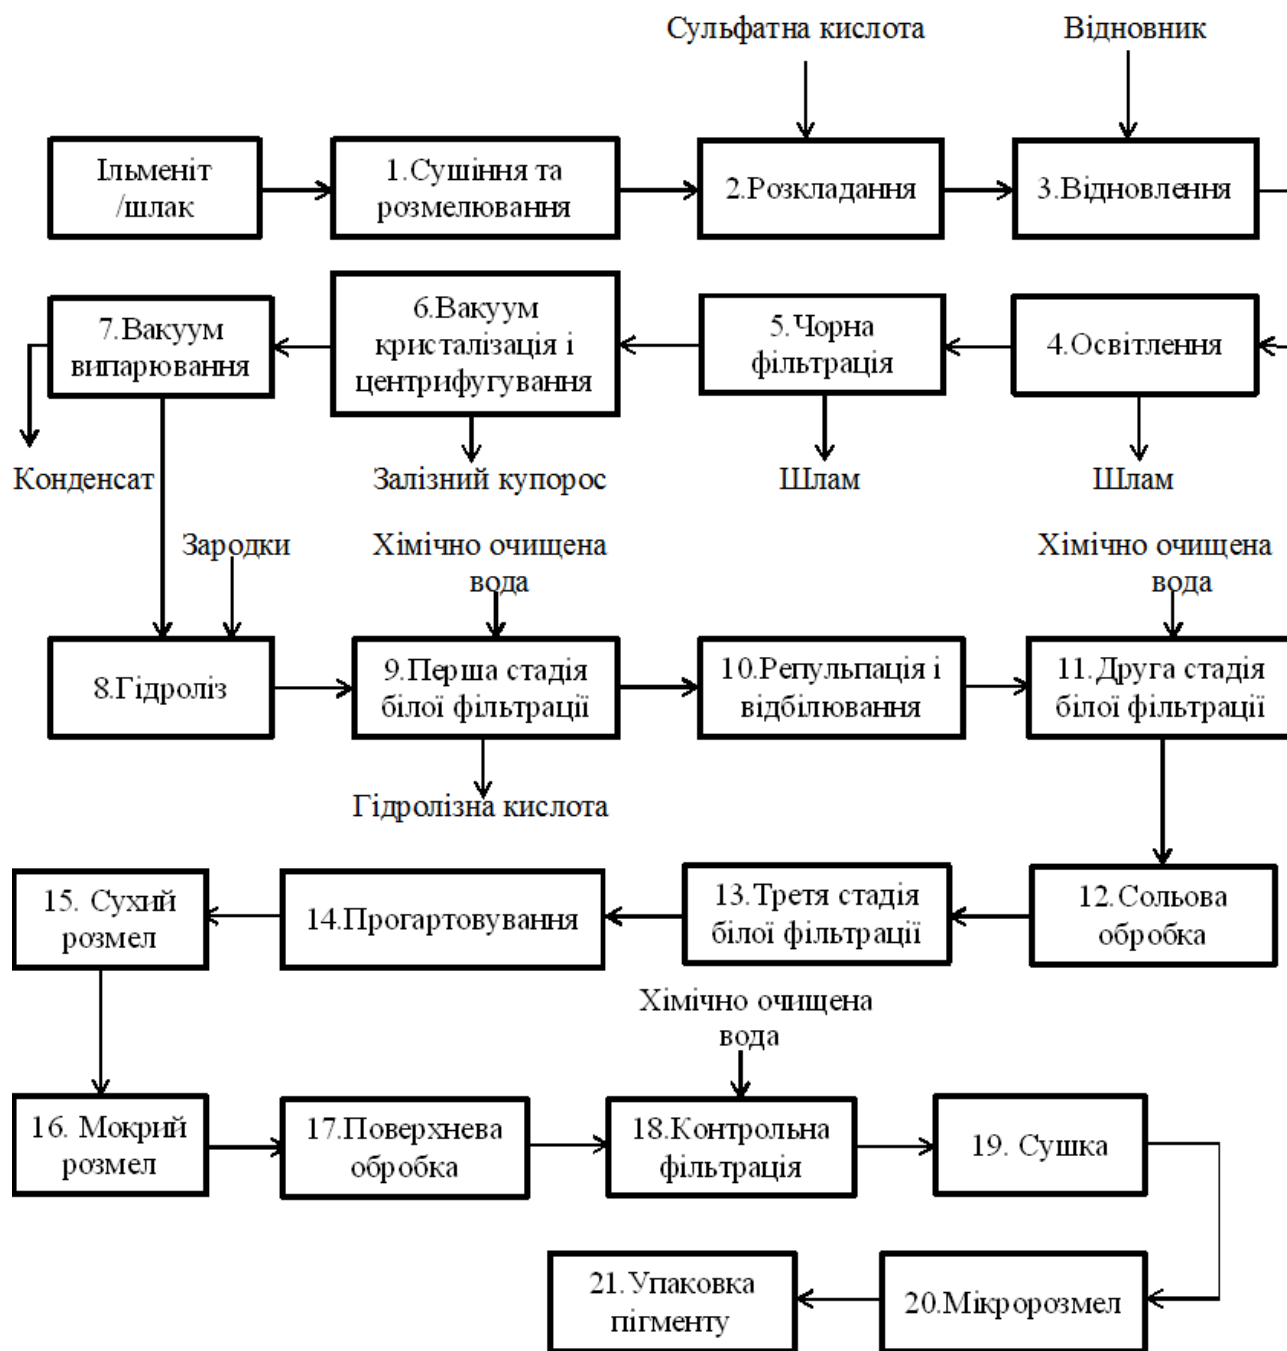 Сульфатна кислота
Відновник
Ільменіт
/шлак
1.Сушіння та
розмелювання
2.Розкладання
3.Відновлення
7.Вакуум
випарювання
6.Вакуум
кристалізація і
центрифугування
5.Чорна
фільтрація
4.Освітлення
Конденсат
Залізний купорос
Шлам
Шлам
Зародки
Хімічно очищена
вода
Хімічно очищена
вода
8.Гідроліз
9.Перша стадія
білої фільтрації
10.Репульпація і
відбілювання
11.Друга стадія
білої фільтрації
Гідролізна кислота
15. Сухий
розмел
14.Прогартовування
13.Третя стадія
білої фільтрації
12.Сольова
обробка
Хімічно очищена
вода
16. Мокрий
розмел
17.Поверхнева
обробка
18.Контрольна
фільтрація
19. Сушка
21.Упаковка
пігменту
20.Мікророзмел